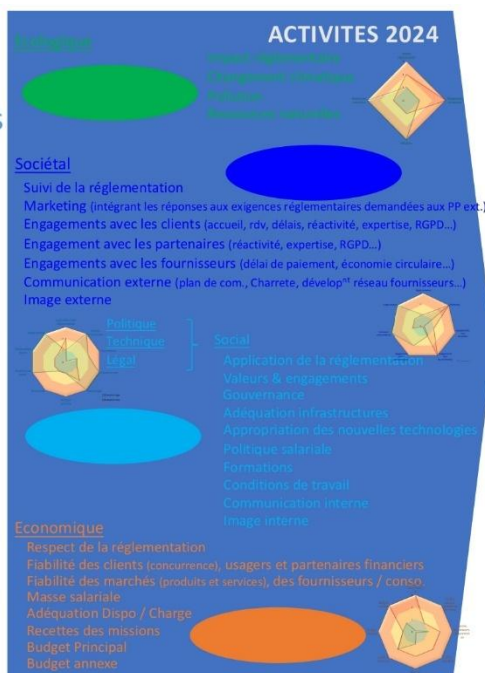 ACTIVITES 2024
Ecologique
Impact réglementaire
Changement climatique
Pollution
Ressources naturelles
Sociétal
Suivi de la réglementation
Marketing (intégrant les réponses aux exigences réglementaires demandées aux PP ext.)
Engagements avec les clients (accueil, rdv, délais, réactivité, expertise, RGPD...)
Engagement avec les partenaires (réactivité, expertise, RGPD...)
Engagements avec les fournisseurs (délai de paiement, économie circulaire...)
Communication externe (plan de com., Charrete, dévelopnt réseau fournisseurs...)
Image externe
Politique
Technique
Légal
Social
Application de la réglementation
Valeurs & engagements
Gouvernance
Adéquation infrastructures
Appropriation des nouvelles technologies
Politique salariale
Formations
Conditions de travail
Communication interne
Image interne
Economique
Respect de la réglementation
Fiabilité des clients (concurrence), usagers et partenaires financiers
Fiabilité des marchés (produits et services), des fournisseurs / conso.
Masse salariale
Adéquation Dispo / Charge
Recettes des missions
Budget Principal
Budget annexe